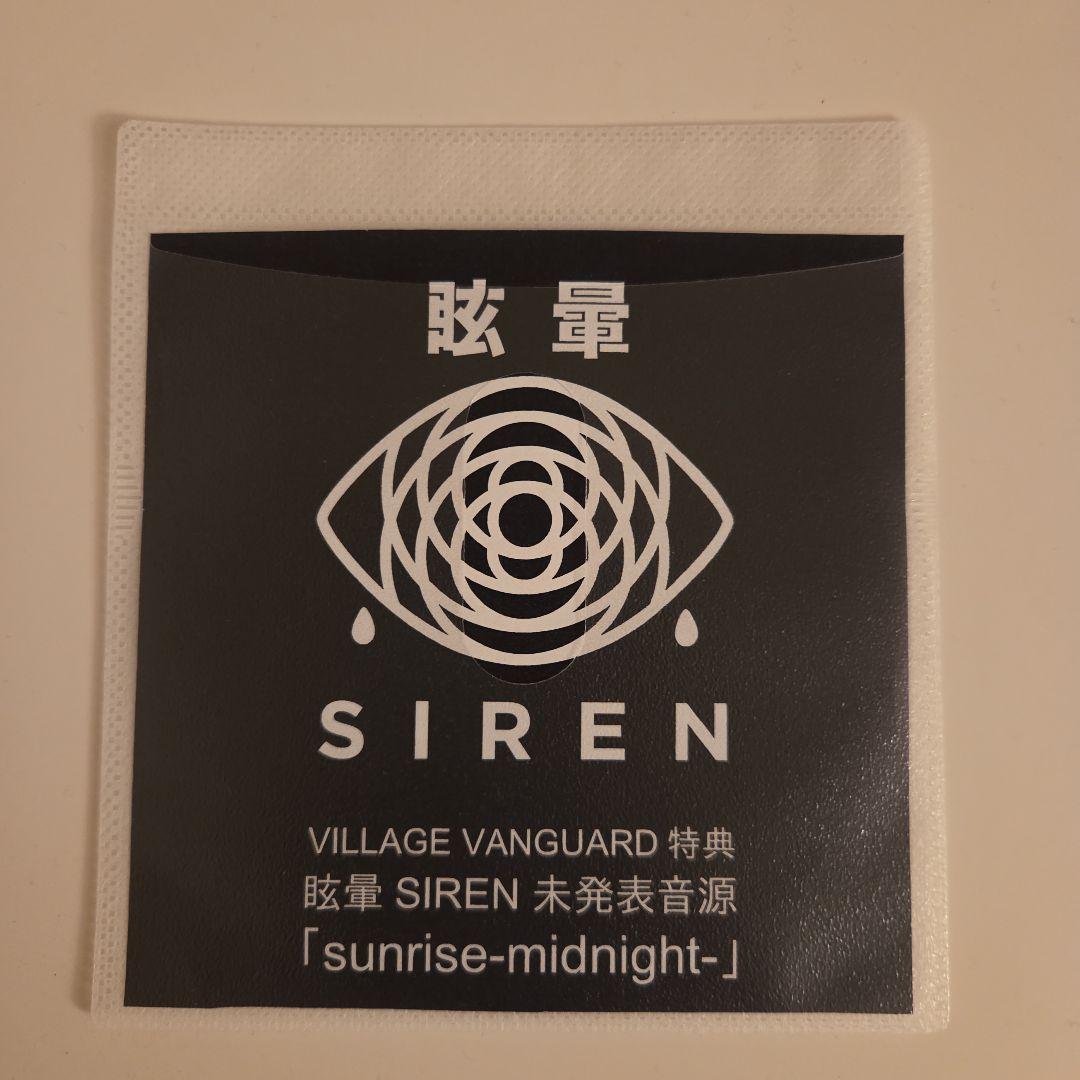 眩暈
SIREN
VILLAGE VANGUARD 特典
眩暈 SIREN 未発表音源
「sunrise-midnight-」